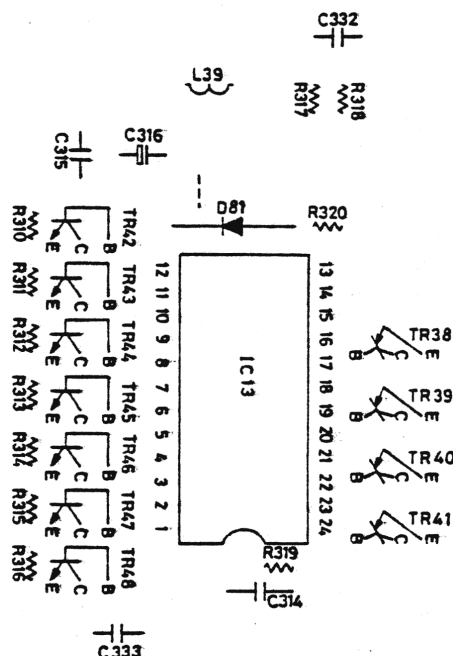 C332
L39
R317
R318
C315
C316
D81
R320
R310
E
C
B
TR42
R311
E
C
B
TR43
R312
E
C
B
TR44
R313
E
C
B
TR45
R314
E
C
B
TR46
R315
E
C
B
TR47
R316
E
C
B
TR48
12
11
10
9
8
7
6
5
4
3
2
1
IC13
13
14
15
16
17
18
19
20
21
22
23
24
TR38
B
C
E
TR39
B
C
E
TR40
B
C
E
TR41
B
C
E
R319
C314
C333